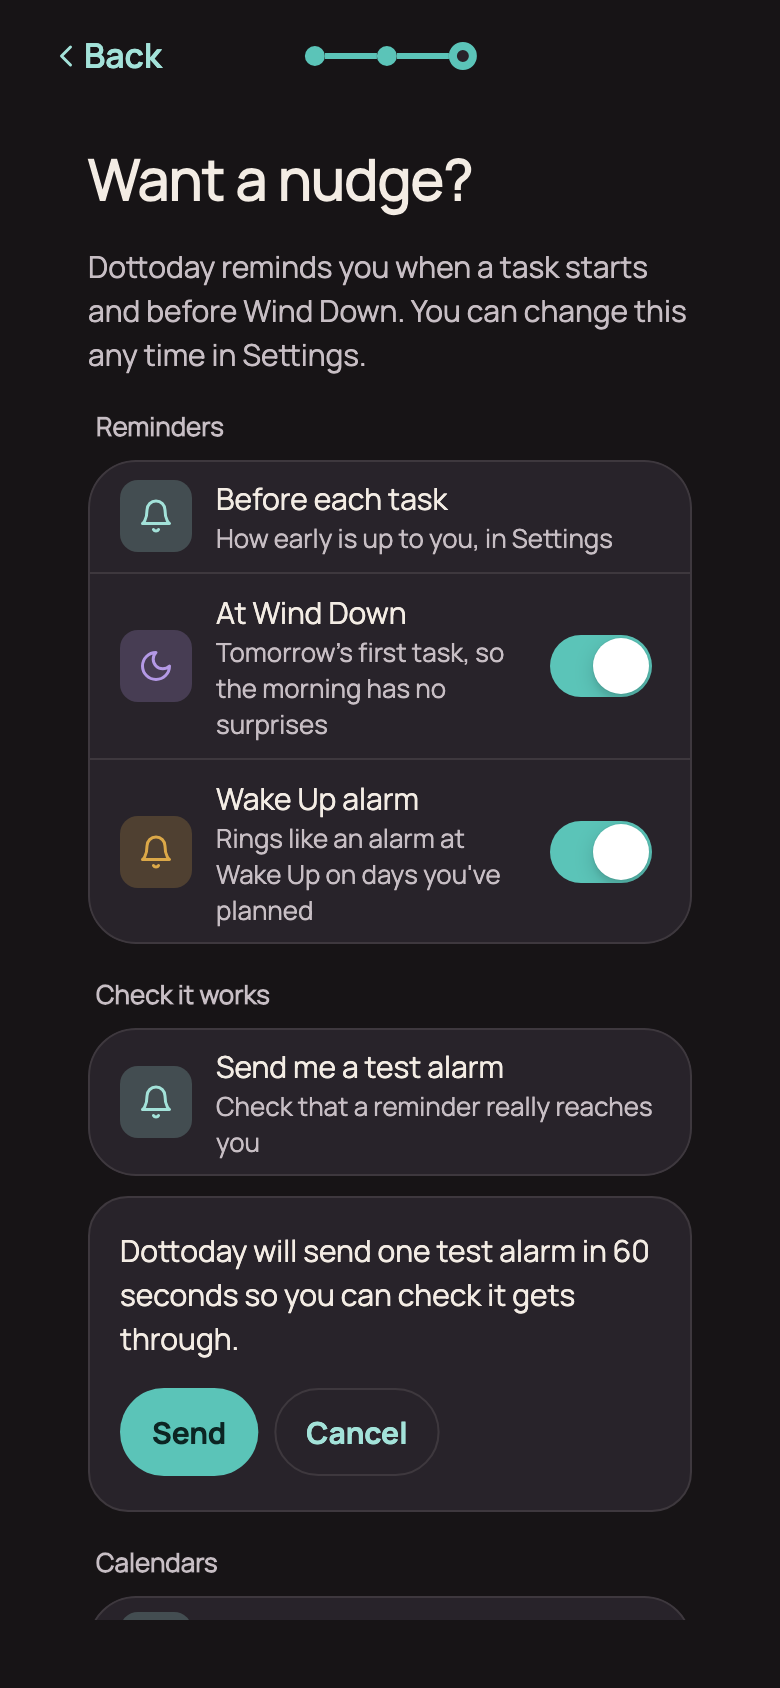 Back
Want a nudge?
Dottoday reminds you when a task starts
and before Wind Down. You can change this
any time in Settings.
Reminders
Before each task
How early is up to you, in Settings
At Wind Down
Tomorrow’s first task, so
the morning has no
surprises
Wake Up alarm
Rings like an alarm at
Wake Up on days you've
planned
Check it works
Send me a test alarm
Check that a reminder really reaches
you
Dottoday will send one test alarm in 60
seconds so you can check it gets
through.
Send
Cancel
Calendars